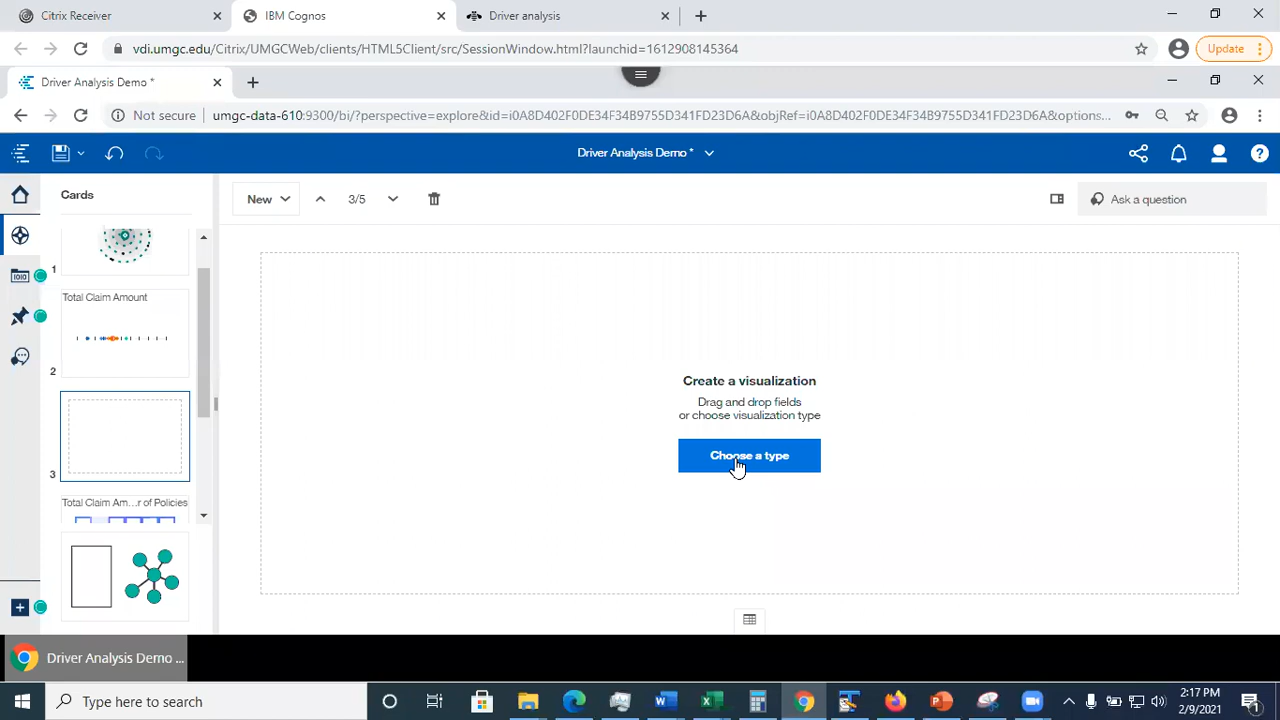 Citrix Receiver
IBM Cognos
Driver analysis
vdi.umgc.edu/Citrix/UMGCWeb/clients/HTML5Client/src/SessionWindow.html?launchid=1612908145364
Update
Driver Analysis Demo *
Not secure
umgc-data-610:9300/bi/?perspective=explore&id=i0A8D402F0DE34F34B9755D341FD23D6A&objRef=i0A8D402F0DE34F34B9755D341FD23D6A&options...
Driver Analysis Demo *
Cards
New
3/5
Ask a question
1
Total Claim Amount
2
3
Total Claim Am...r of Policies
Create a visualization
Drag and drop fields
or choose visualization type
Choose a type
Driver Analysis Demo ...
Type here to search
2:17 PM
2/9/2021
1